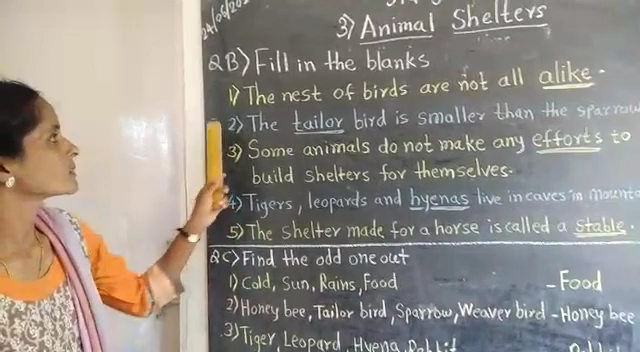 24/06/20
3) Animal Shelters
QB) Fill in the blanks
1) The nest of birds are not all alike.
2) The tailor bird is smaller than the sparrow
3) Some animals do not make any efforts to
build shelters for themselves.
4) Tigers, leopards and hyenas live in caves in mounta
5) The shelter made for a horse is called a stable.
QC) Find the odd one out
1) Cold, Sun, Rains, Food - Food
2) Honey bee, Tailor bird, Sparrow, Weaver bird - Honey bee
3) Tiger, Leopard, Hyena, Rabbit